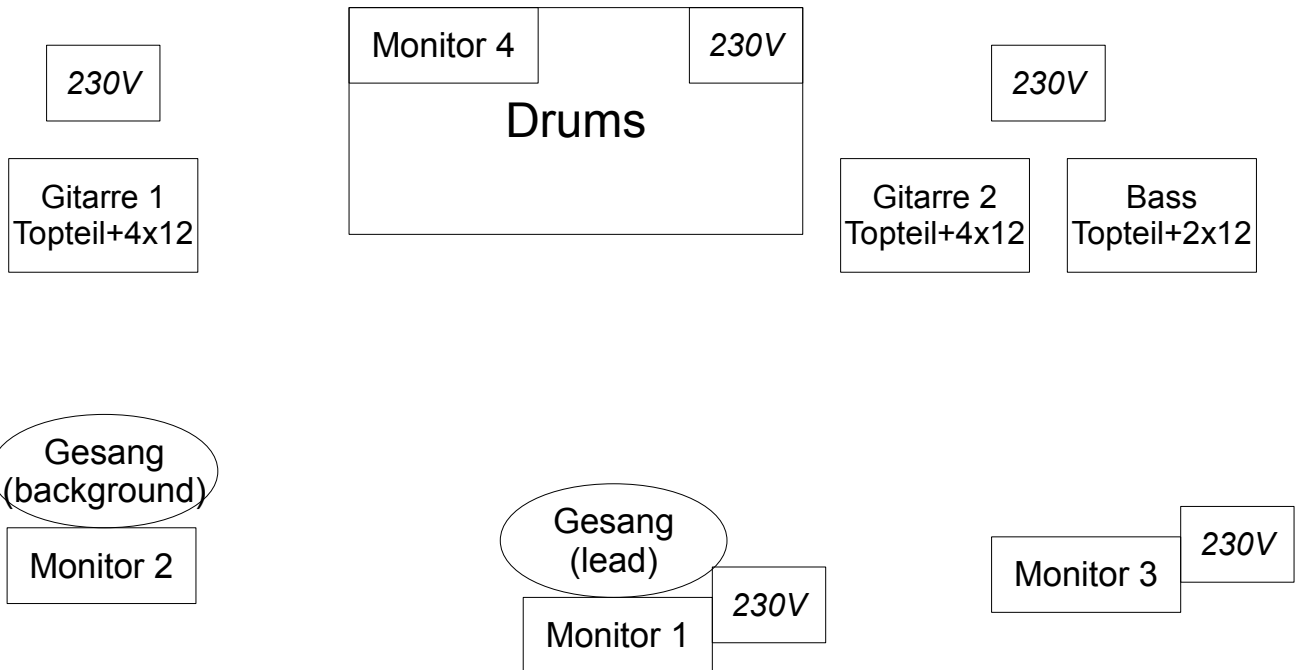 Monitor 4
230V
230V
230V
Drums
Gitarre 1
Topteil+4x12
Gitarre 2
Topteil+4x12
Bass
Topteil+2x12
Gesang
(background)
Monitor 2
Gesang
(lead)
230V
Monitor 1
230V
Monitor 3